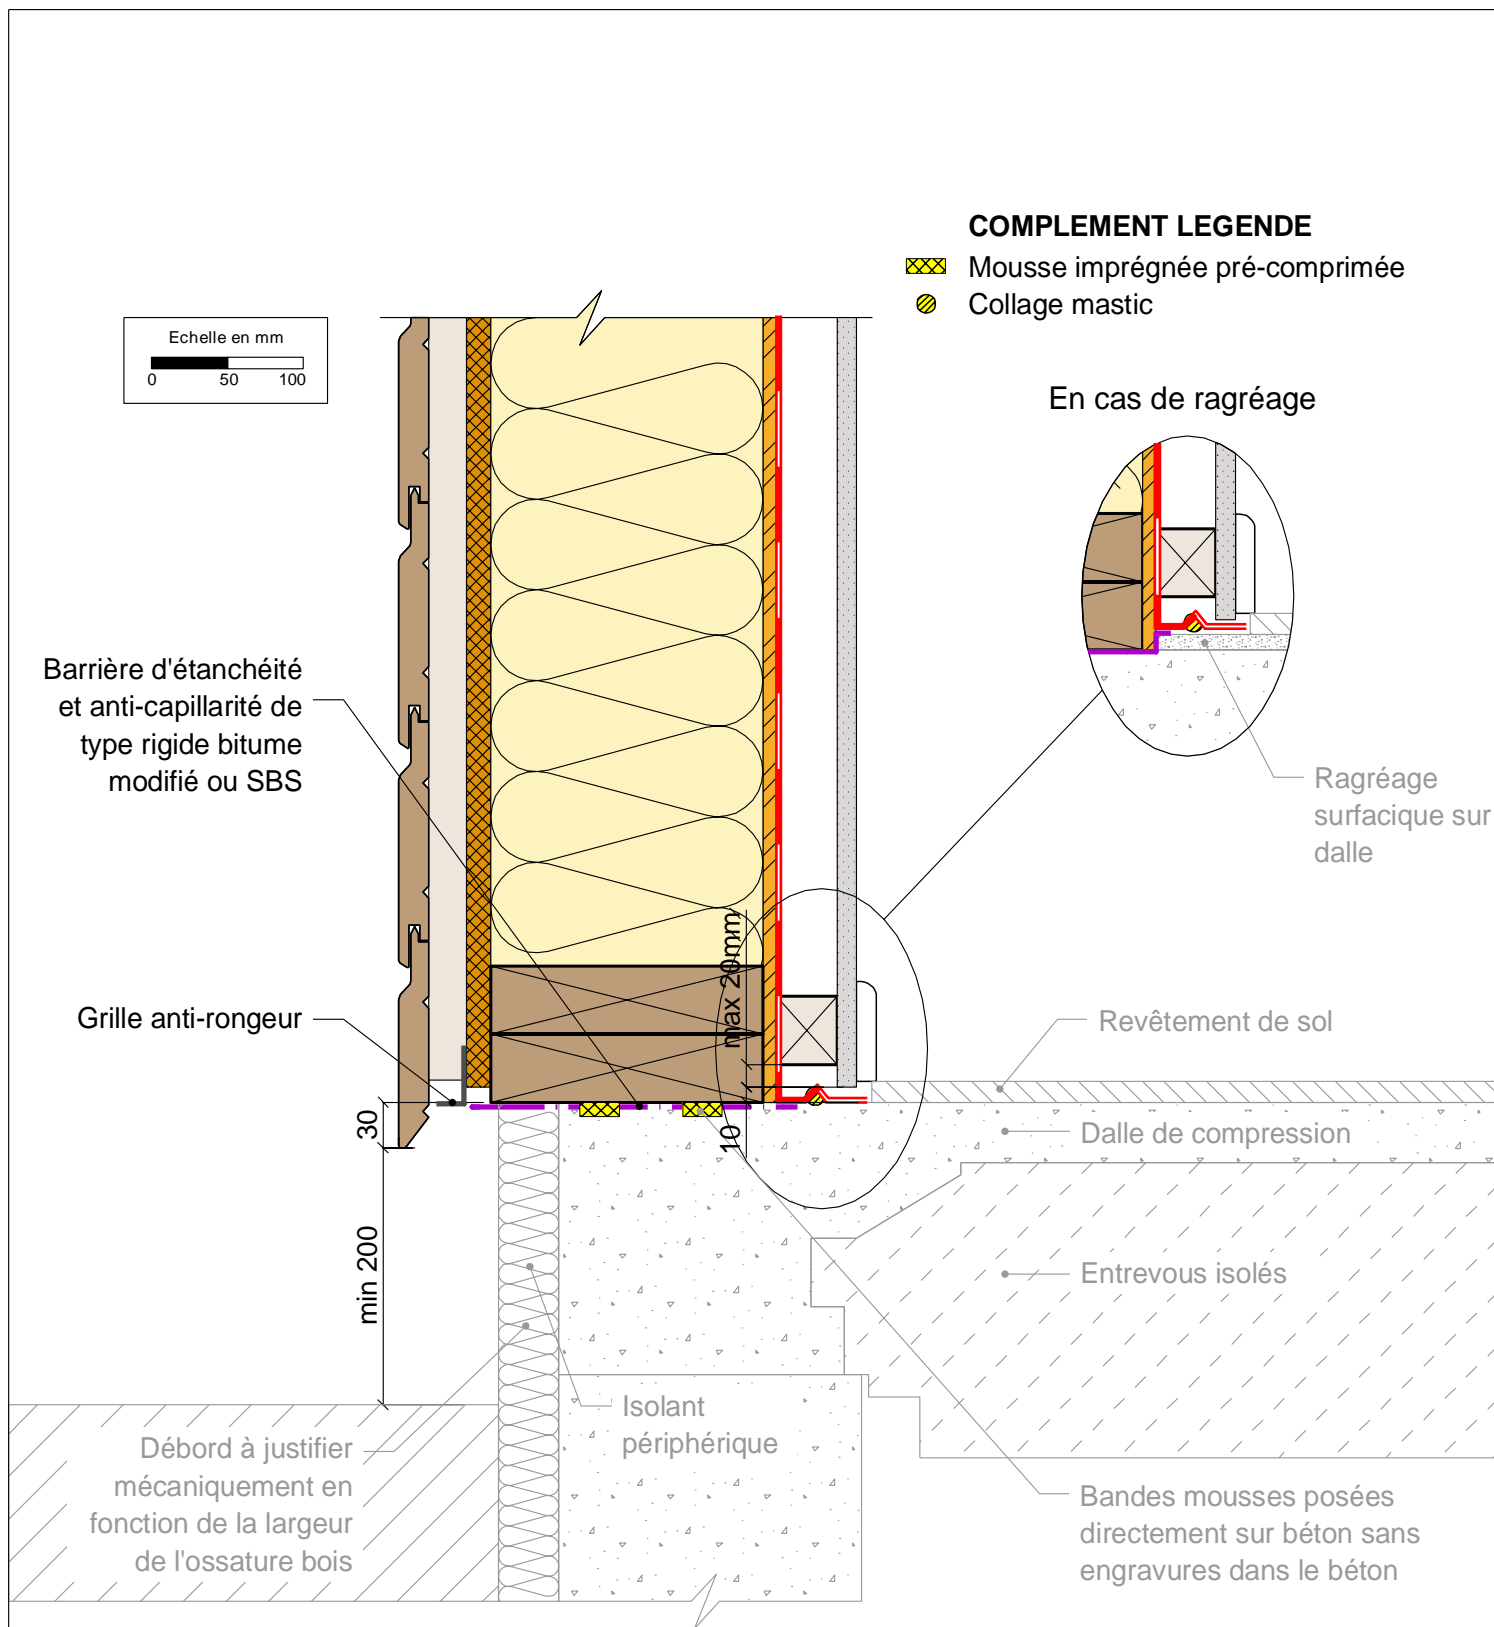 COMPLEMENT LEGENDE
Mousse imprégnée pré-comprimée
Collage mastic
Echelle en mm
0 50 100
En cas de ragréage
Barrière d'étanchéité
et anti-capillarité de
type rigide bitume
modifié ou SBS
Ragréage
surfacique sur
dalle
max 20mm
Grille anti-rongeur
Revêtement de sol
30
10
Dalle de compression
min 200
Entrevous isolés
Isolant
périphérique
Débord à justifier
mécaniquement en
fonction de la largeur
de l'ossature bois
Bandes mousses posées
directement sur béton sans
engravures dans le béton